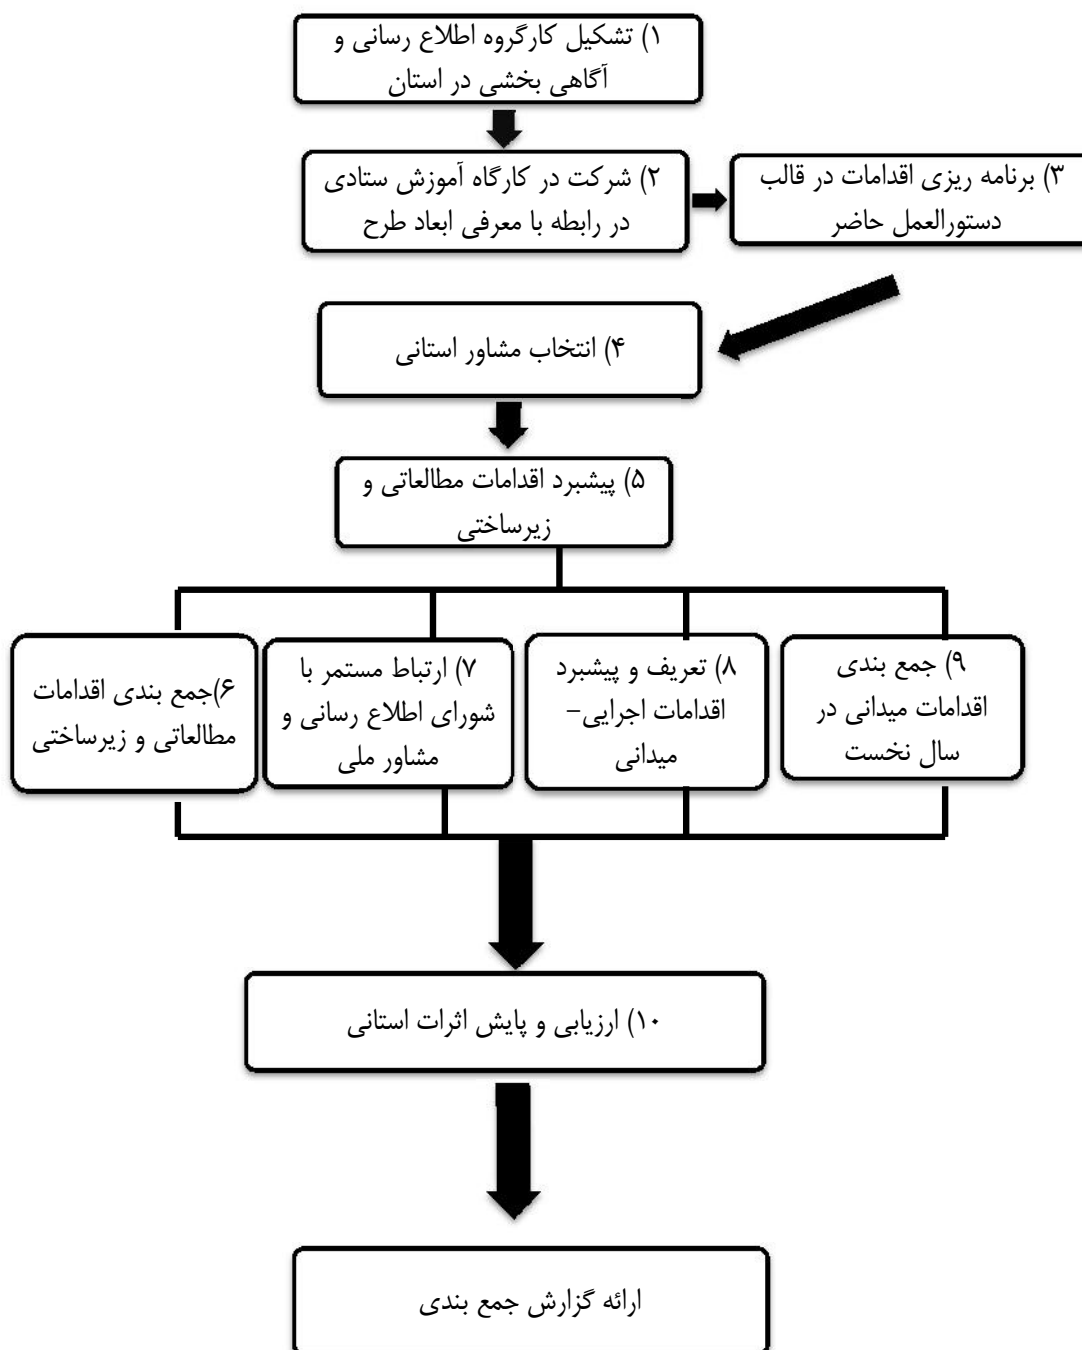 ۱) تشکیل کارگروه اطلاع رسانی و
آگاهی بخشی در استان
۲) شرکت در کارگاه آموزش ستادی
در رابطه با معرفی ابعاد طرح
۳) برنامه ریزی اقدامات در قالب
دستورالعمل حاضر
۴) انتخاب مشاور استانی
۵) پیشبرد اقدامات مطالعاتی و
زیرساختی
۶)جمع بندی اقدامات
مطالعاتی و زیرساختی
۷) ارتباط مستمر با
شورای اطلاع رسانی و
مشاور ملی
۸) تعریف و پیشبرد
اقدامات اجرایی-
میدانی
۹) جمع بندی
اقدامات میدانی در
سال نخست
۱۰) ارزیابی و پایش اثرات استانی
ارائه گزارش جمع بندی